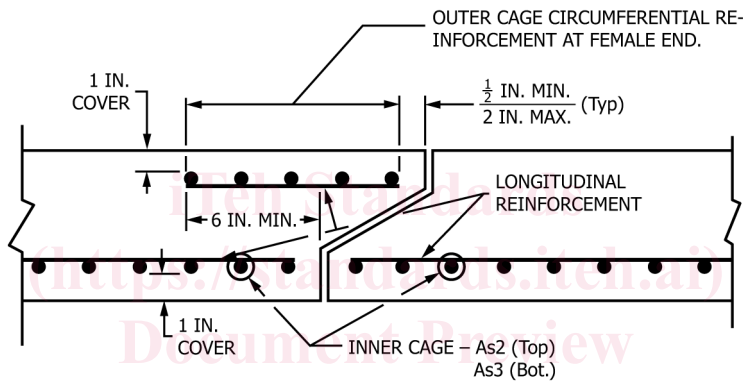 OUTER CAGE CIRCUMFERENTIAL RE-
INFORCEMENT AT FEMALE END.
1 IN.
COVER
1/2 IN. MIN.
2 IN. MAX.
(Typ)
LONGITUDINAL
REINFORCEMENT
6 IN. MIN.
iTeh Standards
(https://standards.iteh.ai)
Document Preview
1 IN.
COVER
INNER CAGE – As2 (Top)
As3 (Bot.)